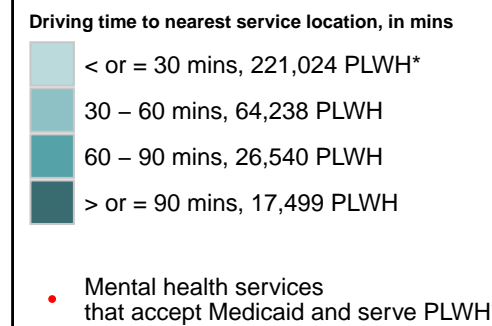 Driving time to nearest service location, in mins
< or = 30 mins, 221,024 PLWH*
30 − 60 mins, 64,238 PLWH
60 − 90 mins, 26,540 PLWH
> or = 90 mins, 17,499 PLWH
Mental health services
that accept Medicaid and serve PLWH